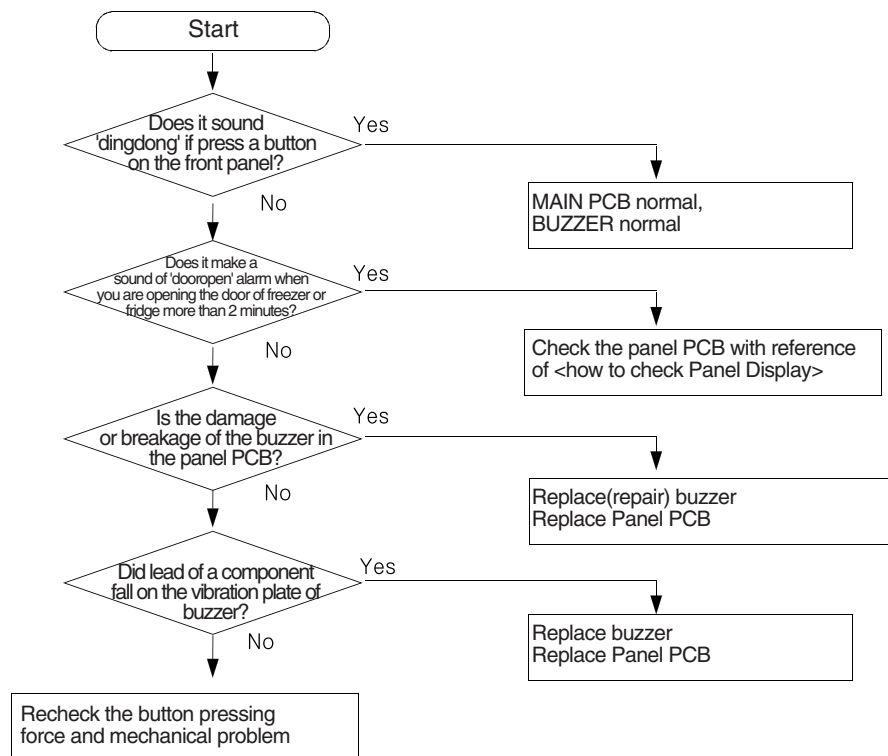 Start
Does it sound
'dingdong' if press a button
on the front panel?
Yes
No
MAIN PCB normal,
BUZZER normal
Does it make a
sound of 'dooropen' alarm when
you are opening the door of freezer or
fridge more than 2 minutes?
Yes
No
Check the panel PCB with reference
of <how to check Panel Display>
Is the damage
or breakage of the buzzer in
the panel PCB?
Yes
No
Replace(repair) buzzer
Replace Panel PCB
Did lead of a component
fall on the vibration plate of
buzzer?
Yes
No
Replace buzzer
Replace Panel PCB
Recheck the button pressing
force and mechanical problem